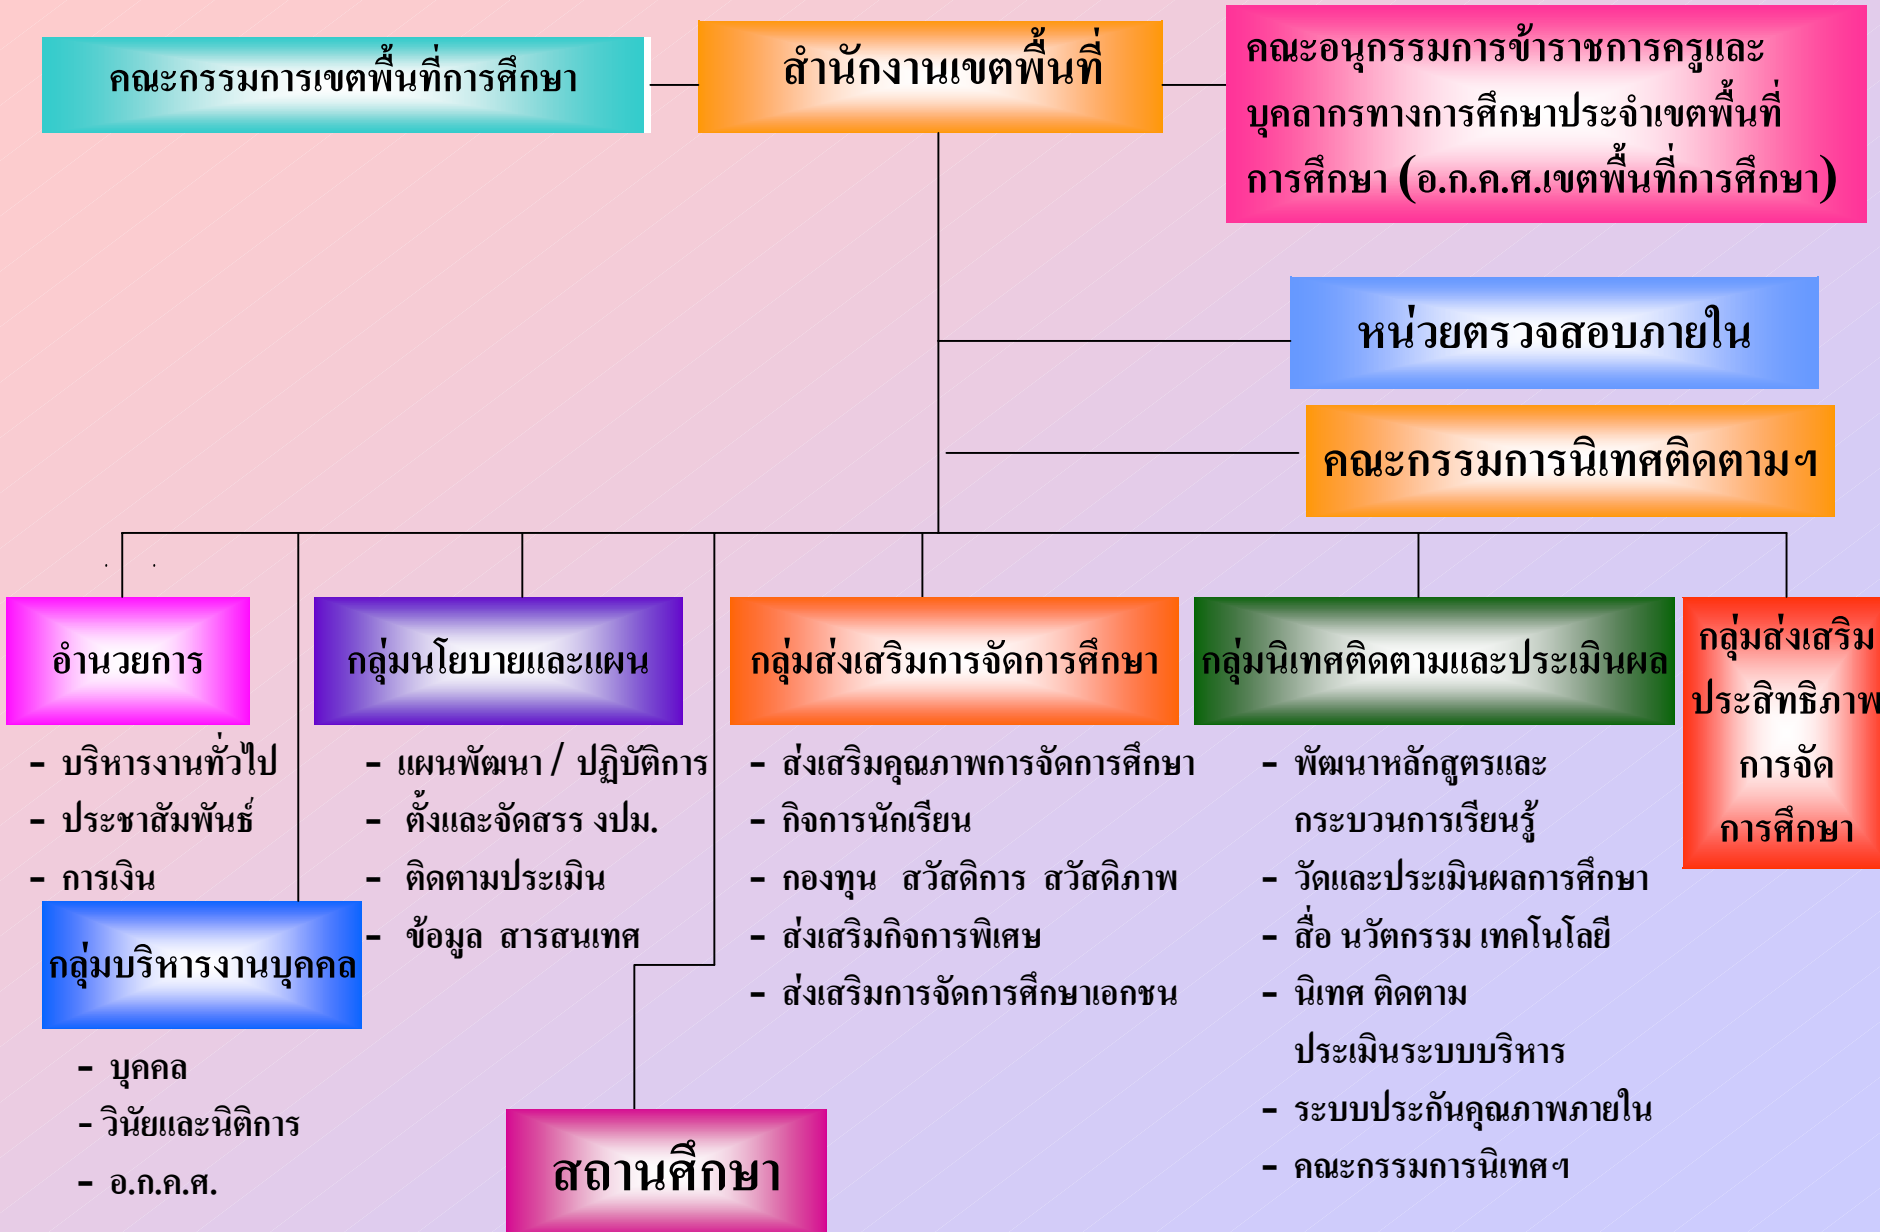 คณะกรรมการเขตพื้นที่การศึกษา
สำนักงานเขตพื้นที่
คณะอนุกรรมการข้าราชการครูและ
บุคลากรทางการศึกษาประจำเขตพื้นที่
การศึกษา (อ.ก.ค.ศ.เขตพื้นที่การศึกษา)
หน่วยตรวจสอบภายใน
คณะกรรมการนิเทศติดตามฯ
อำนวยการ
- บริหารงานทั่วไป
- ประชาสัมพันธ์
- การเงิน
กลุ่มบริหารงานบุคคล
- บุคคล
- วินัยและนิติการ
- อ.ก.ค.ศ.
กลุ่มนโยบายและแผน
- แผนพัฒนา / ปฏิบัติการ
- ตั้งและจัดสรร งปม.
- ติดตามประเมิน
- ข้อมูล สารสนเทศ
สถานศึกษา
กลุ่มส่งเสริมการจัดการศึกษา
- ส่งเสริมคุณภาพการจัดการศึกษา
- กิจการนักเรียน
- กองทุน สวัสดิการ สวัสดิภาพ
- ส่งเสริมกิจการพิเศษ
- ส่งเสริมการจัดการศึกษาเอกชน
กลุ่มนิเทศติดตามและประเมินผล
- พัฒนาหลักสูตรและ
กระบวนการเรียนรู้
- วัดและประเมินผลการศึกษา
- สื่อ นวัตกรรม เทคโนโลยี
- นิเทศ ติดตาม
ประเมินระบบบริหาร
- ระบบประกันคุณภาพภายใน
- คณะกรรมการนิเทศฯ
กลุ่มส่งเสริม
ประสิทธิภาพ
การจัด
การศึกษา